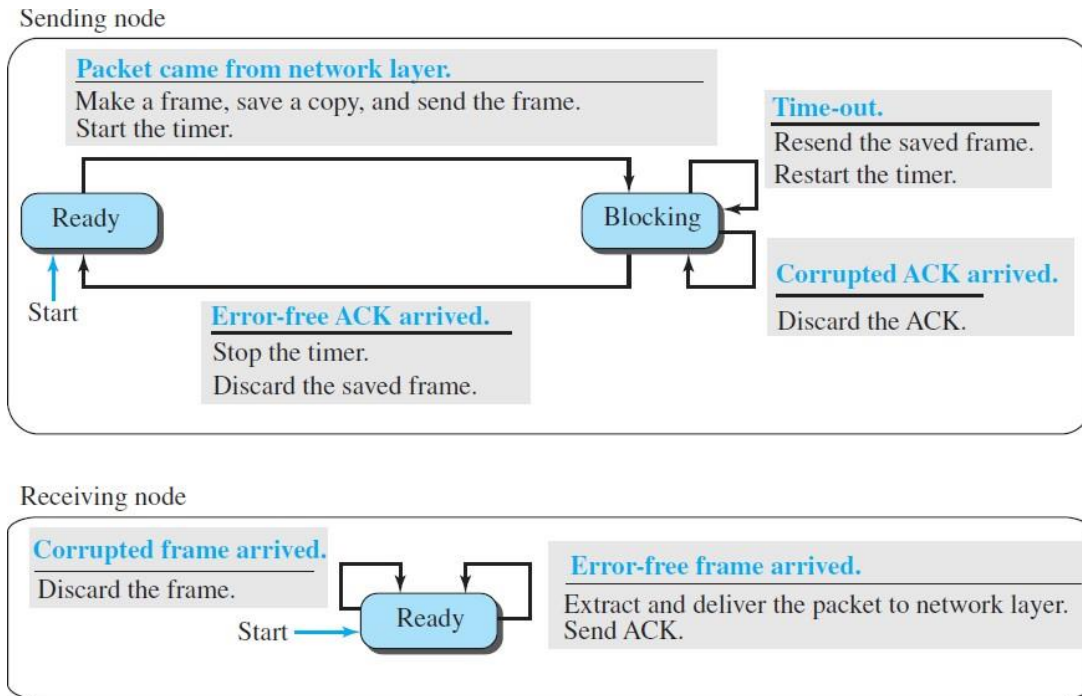 Sending node
Packet came from network layer.
Make a frame, save a copy, and send the frame.
Start the timer.
Time-out.
Resend the saved frame.
Restart the timer.
Ready
Blocking
Start
Error-free ACK arrived.
Stop the timer.
Discard the saved frame.
Corrupted ACK arrived.
Discard the ACK.
Receiving node
Corrupted frame arrived.
Discard the frame.
Start
Ready
Error-free frame arrived.
Extract and deliver the packet to network layer.
Send ACK.